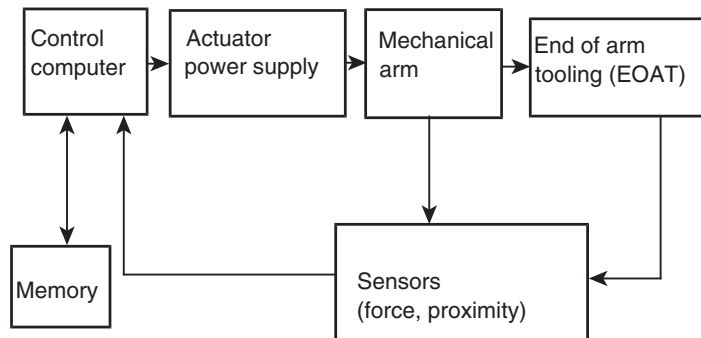 Control
computer
Actuator
power supply
Mechanical
arm
End of arm
tooling (EOAT)
Memory
Sensors
(force, proximity)